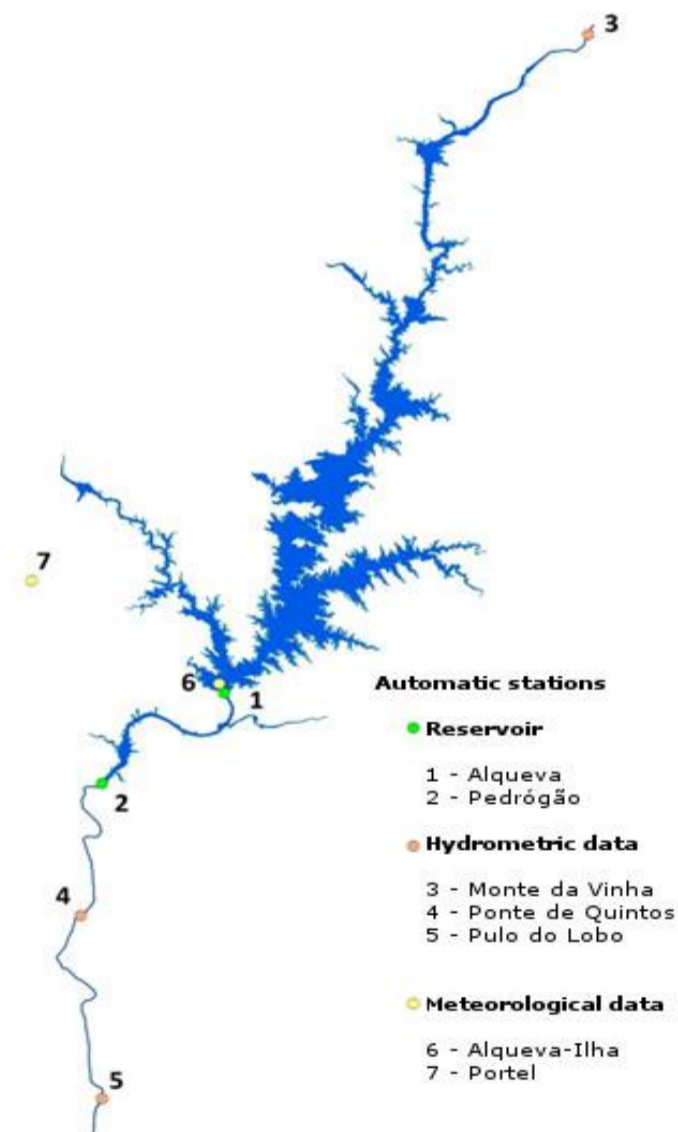 3
7
6
1
2
4
5
Automatic stations
Reservoir
1 - Alqueva
2 - Pedrógão
Hydrometric data
3 - Monte da Vinha
4 - Ponte de Quintos
5 - Pulo do Lobo
Meteorological data
6 - Alqueva-Ilha
7 - Portel